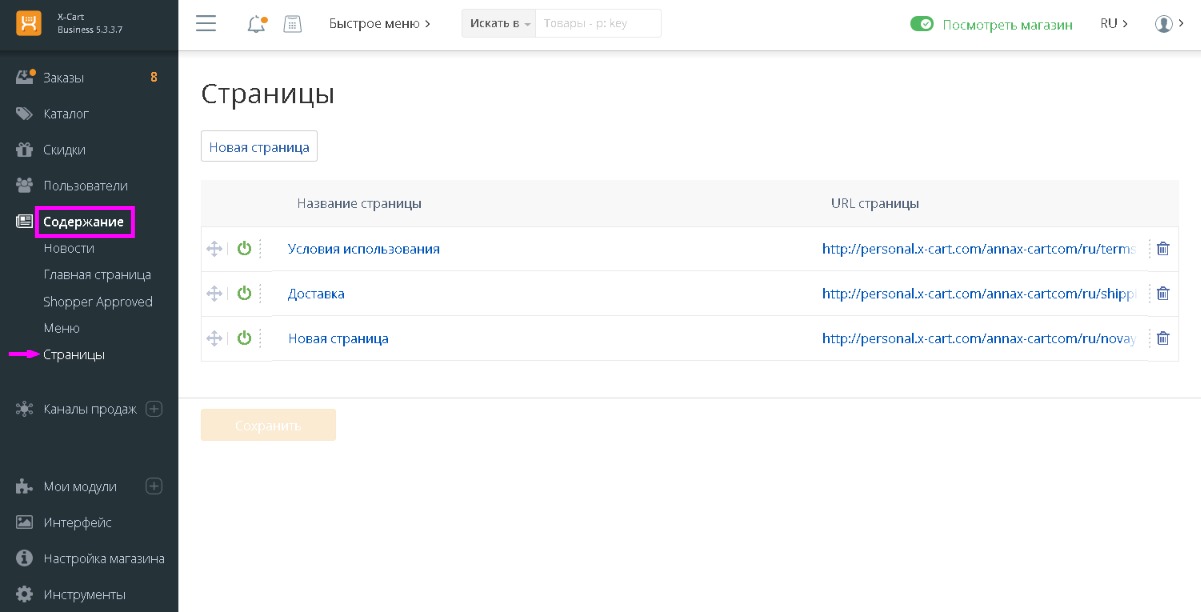 X-Cart
Business 5.3.3.7
Быстрое меню
Искать в
Товары - p: key
Посмотреть магазин
RU
Заказы 8
Каталог
Скидки
Пользователи
Содержание
Новости
Главная страница
Shopper Approved
Меню
Страницы
Каналы продаж
Мои модули
Интерфейс
Настройка магазина
Инструменты
Страницы
Новая страница
Название страницы URL страницы
Условия использования http://personal.x-cart.com/annax-cartcom/ru/terms
Доставка http://personal.x-cart.com/annax-cartcom/ru/shippi
Новая страница http://personal.x-cart.com/annax-cartcom/ru/novay
Сохранить